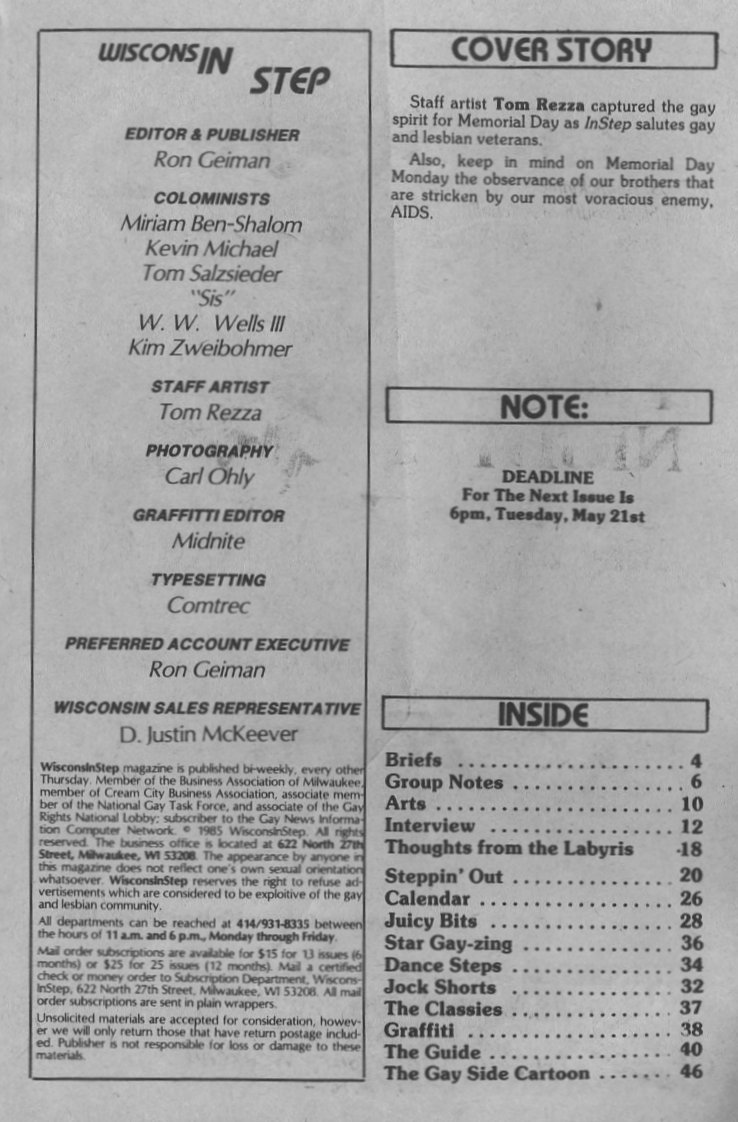 WISCONSIN
STEP
EDITOR & PUBLISHER
Ron Geiman
COLOMINISTS
Miriam Ben-Shalom
Kevin Michael
Tom Salzsieder
"Sis"
W. W. Wells III
Kim Zweibohmer
STAFF ARTIST
Tom Rezza
PHOTOGRAPHY
Carl Ohly
GRAFFITTI EDITOR
Midnite
TYPESETTING
Comtrec
PREFERRED ACCOUNT EXECUTIVE
Ron Geiman
WISCONSIN SALES REPRESENTATIVE
D. Justin McKeever
WisconsInStep magazine is published bi-weekly, every other
Thursday. Member of the Business Association of Milwaukee,
member of Cream City Business Association, associate mem-
ber of the National Gay Task Force, and associate of the Gay
Rights National Lobby; subscriber to the Gay News Informa-
tion Computer Network. © 1985 WisconsInStep. All rights
reserved. The business office is located at 622 North 27th
Street, Milwaukee, WI 53208. The appearance by anyone in
this magazine does not reflect one's own sexual orientation
whatsoever. WisconsInStep reserves the right to refuse ad-
vertisements which are considered to be exploitive of the gay
and lesbian community.
All departments can be reached at 414/931-8335 between
the hours of 11 a.m. and 6 p.m., Monday through Friday.
Mail order subscriptions are available for $15 for 13 issues (6
months) or $25 for 25 issues (12 months). Mail a certified
check or money order to Subscription Department, Wiscons-
InStep, 622 North 27th Street, Milwaukee, WI 53208. All mail
order subscriptions are sent in plain wrappers.
Unsolicited materials are accepted for consideration, howev-
er we will only return those that have return postage includ-
ed. Publisher is not responsible for loss or damage to these
materials.
COVER STORY
Staff artist Tom Rezza captured the gay
spirit for Memorial Day as InStep salutes gay
and lesbian veterans.
Also, keep in mind on Memorial Day
Monday the observance of our brothers that
are stricken by our most voracious enemy,
AIDS.
NOTE:
DEADLINE
For The Next Issue Is
6pm, Tuesday, May 21st
INSIDE
Briefs ...................... 4
Group Notes ................ 6
Arts ........................ 10
Interview .................. 12
Thoughts from the Labyris 18
Steppin' Out ................ 20
Calendar .................... 26
Juicy Bits .................. 28
Star Gay-zing ............... 36
Dance Steps ................. 34
Jock Shorts ................. 32
The Classies ................ 37
Graffiti .................... 38
The Guide ................... 40
The Gay Side Cartoon ....... 46